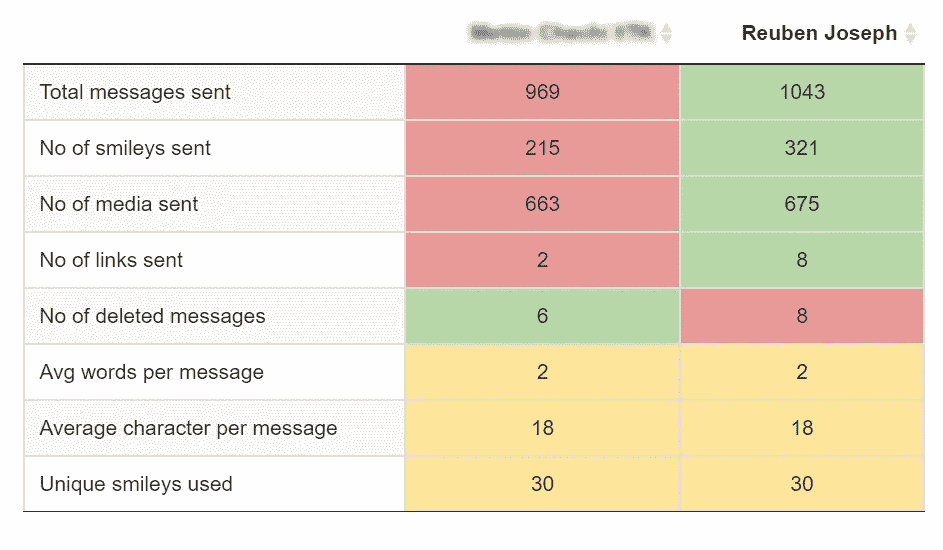 Reuben Joseph
Total messages sent 969 1043
No of smileys sent 215 321
No of media sent 663 675
No of links sent 2 8
No of deleted messages 6 8
Avg words per message 2 2
Average character per message 18 18
Unique smileys used 30 30